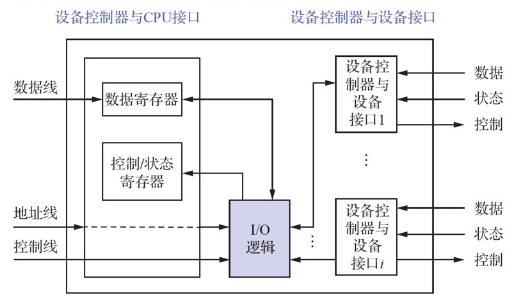 设备控制器与CPU接口
设备控制器与设备接口
数据线
数据寄存器
控制/状态
寄存器
地址线
控制线
I/O
逻辑
设备控
制器与
设备
接口1
数据
状态
控制
⋮
⋮
设备控
制器与
设备
接口i
数据
状态
控制